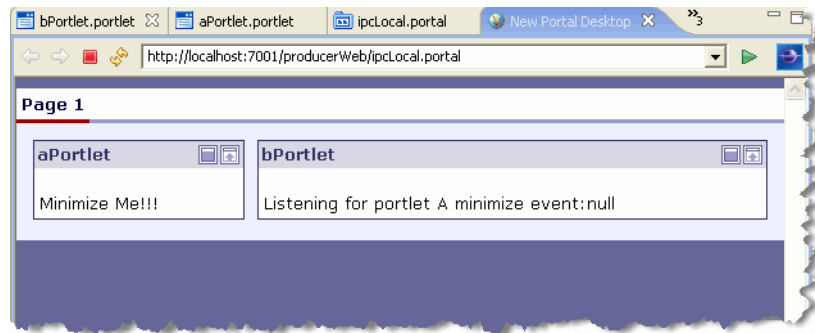 bPortlet.portlet aPortlet.portlet ipcLocal.portal New Portal Desktop »3
http://localhost:7001/producerWeb/ipcLocal.portal
Page 1
aPortlet bPortlet
Minimize Me!!! Listening for portlet A minimize event:null